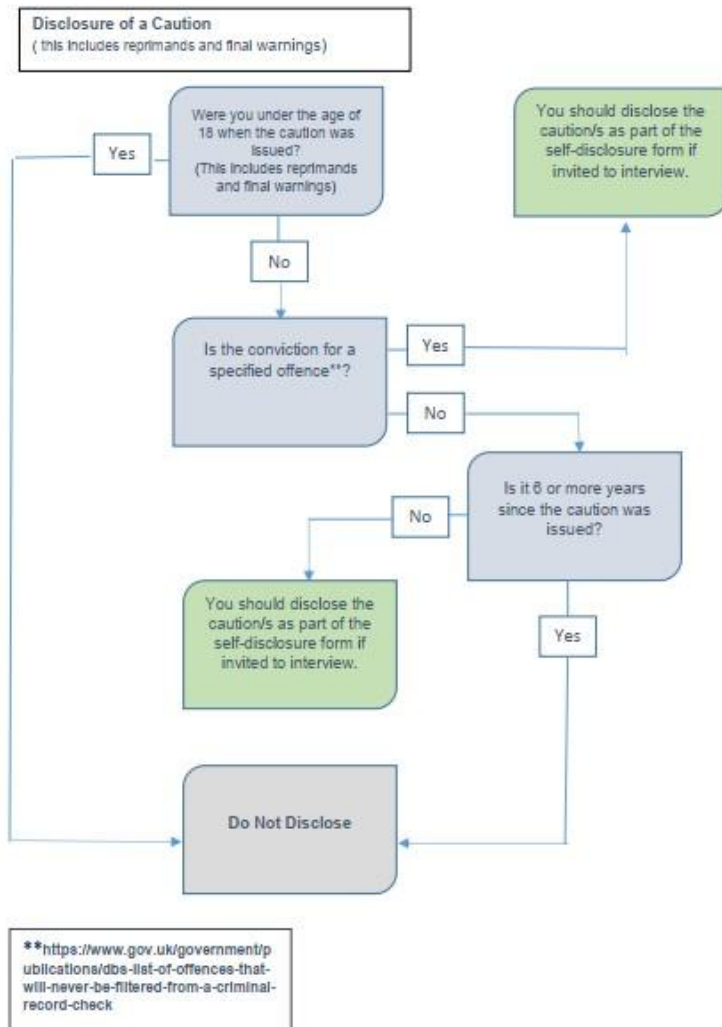 Disclosure of a Caution
( this includes reprimands and final warnings)
Were you under the age of
18 when the caution was
issued?
(This includes reprimands
and final warnings)
Yes
You should disclose the
caution/s as part of the
self-disclosure form if
invited to interview.
No
Is the conviction for a
specified offence**?
Yes
No
Is it 6 or more years
since the caution was
issued?
No
You should disclose the
caution/s as part of the
self-disclosure form if
invited to interview.
Yes
Do Not Disclose
**https://www.gov.uk/government/p
ublications/dbs-list-of-offences-that-
will-never-be-filtered-from-a-criminal-
record-check